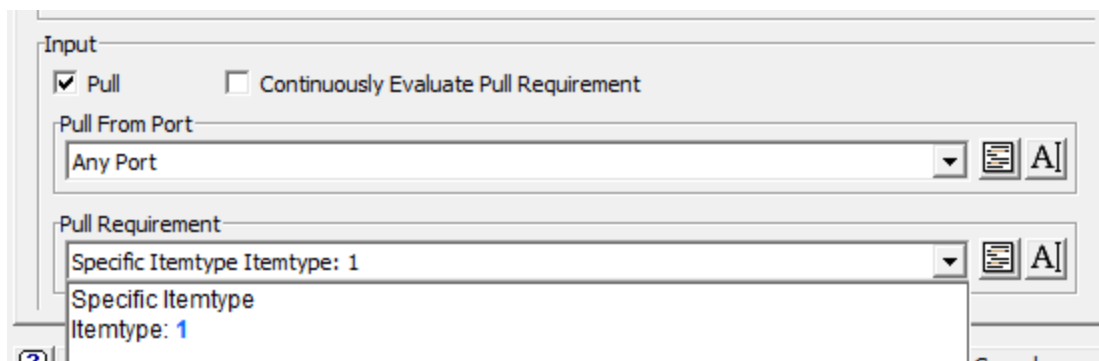 Input
Pull
Continuously Evaluate Pull Requirement
Pull From Port
Any Port
A
Pull Requirement
Specific Itemtype Itemtype: 1
A
Specific Itemtype
Itemtype: 1
?